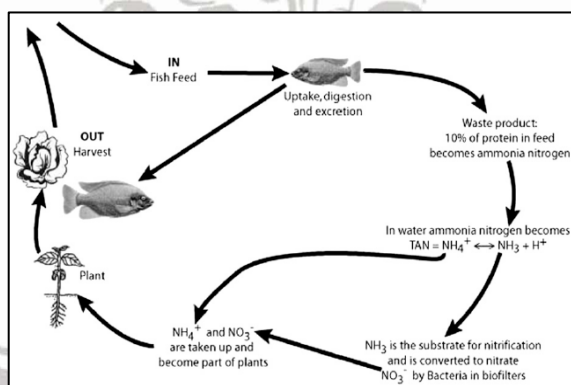 IN
Fish Feed
Uptake, digestion
and excretion
Waste product:
10% of protein in feed
becomes ammonia nitrogen
OUT
Harvest
In water ammonia nitrogen becomes
TAN = NH₄⁺ ↔ NH₃ + H⁺
Plant
NH₄⁺ and NO₃⁻
are taken up and
become part of plants
NH₃ is the substrate for nitrification
and is converted to nitrate
NO₃⁻ by Bacteria in biofilters